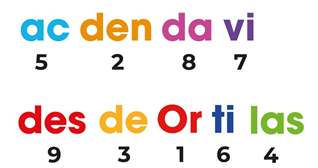 ac den da vi
5 2 8 7
des de Or ti las
9 3 1 6 4